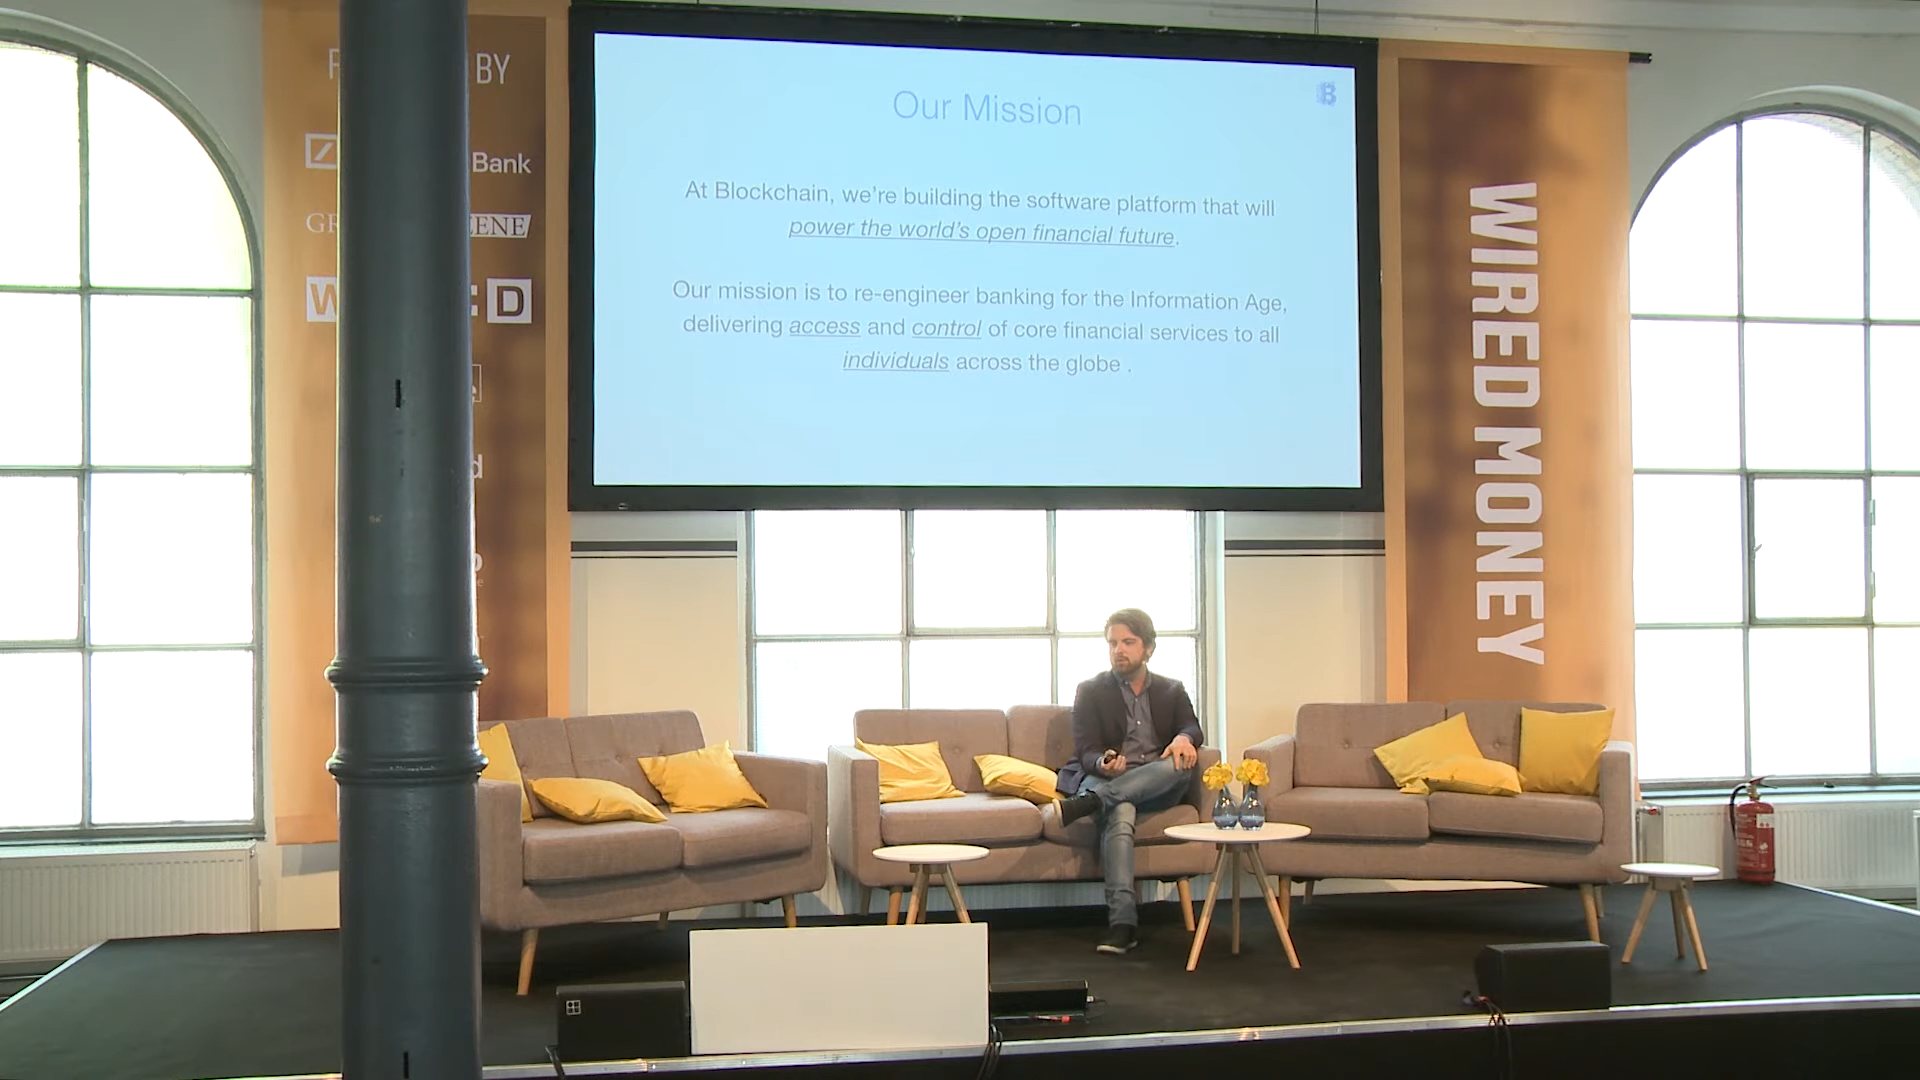 BY
Bank
Our Mission
At Blockchain, we're building the software platform that will
power the world's open financial future.
Our mission is to re-engineer banking for the Information Age,
delivering access and control of core financial services to all
individuals across the globe .
WIRED MONEY